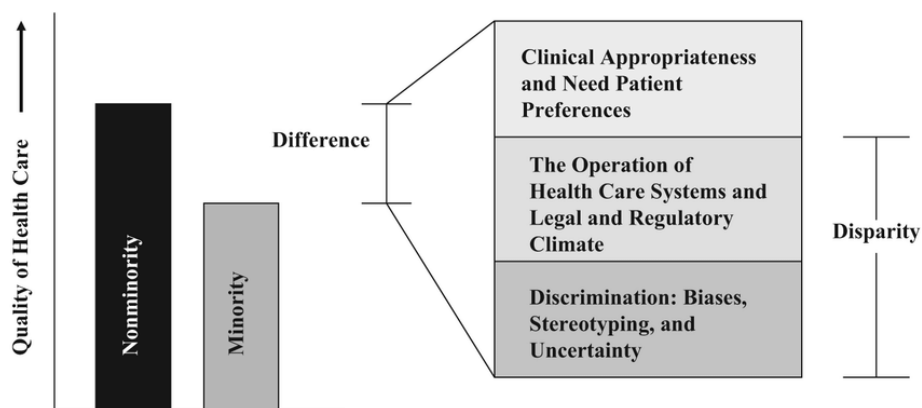 Quality of Health Care
Nonminority
Minority
Difference
Clinical Appropriateness
and Need Patient
Preferences
The Operation of
Health Care Systems and
Legal and Regulatory
Climate
Discrimination: Biases,
Stereotyping, and
Uncertainty
Disparity